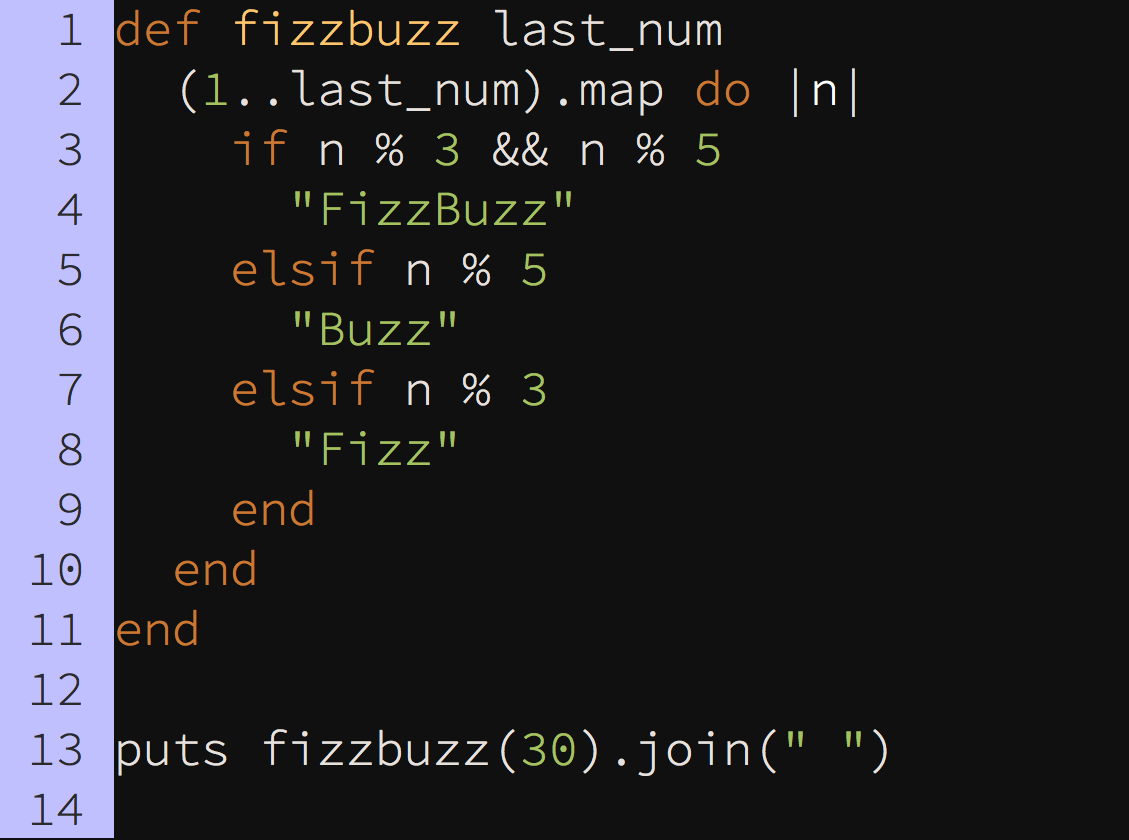 1 def fizzbuzz last_num
2   (1..last_num).map do |n|
3     if n % 3 && n % 5
4       "FizzBuzz"
5     elsif n % 5
6       "Buzz"
7     elsif n % 3
8       "Fizz"
9     end
10   end
11 end
12
13 puts fizzbuzz(30).join(" ")
14